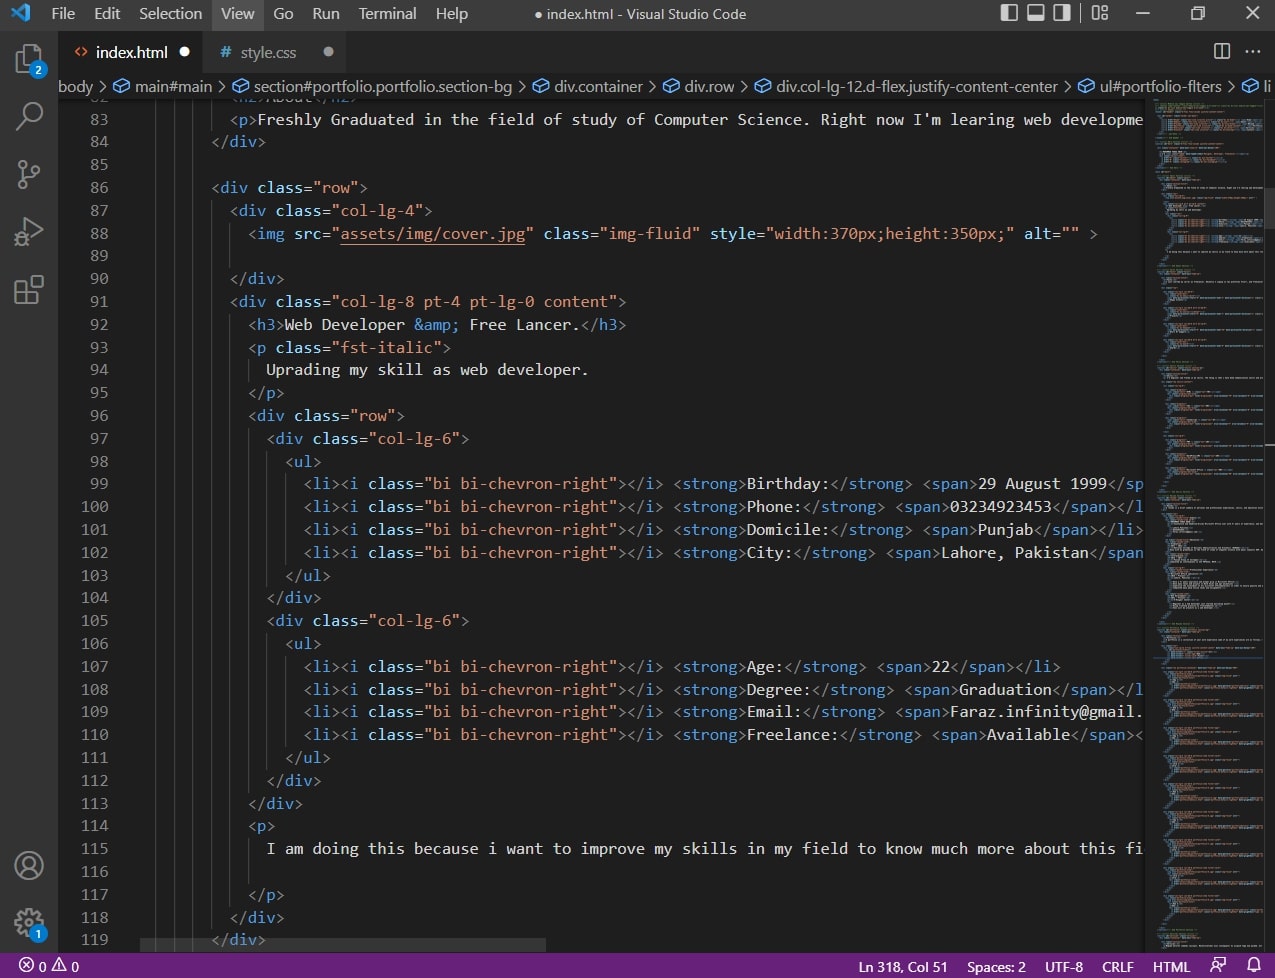 File Edit Selection View Go Run Terminal Help ● index.html - Visual Studio Code
2
<> index.html ● # style.css ●
body > main#main > section#portfolio.portfolio.section-bg > div.container > div.row > div.col-lg-12.d-flex.justify-content-center > ul#portfolio-flters > li
82 <h2>About</h2>
83 <p>Freshly Graduated in the field of study of Computer Science. Right now I'm learing web developme
84 </div>
85
86 <div class="row">
87 <div class="col-lg-4">
88 <img src="assets/img/cover.jpg" class="img-fluid" style="width:370px;height:350px;" alt="" >
89
90 </div>
91 <div class="col-lg-8 pt-4 pt-lg-0 content">
92 <h3>Web Developer &amp; Free Lancer.</h3>
93 <p class="fst-italic">
94 Uprading my skill as web developer.
95 </p>
96 <div class="row">
97 <div class="col-lg-6">
98 <ul>
99 <li><i class="bi bi-chevron-right"></i> <strong>Birthday:</strong> <span>29 August 1999</sp
100 <li><i class="bi bi-chevron-right"></i> <strong>Phone:</strong> <span>03234923453</span></l
101 <li><i class="bi bi-chevron-right"></i> <strong>Domicile:</strong> <span>Punjab</span></li>
102 <li><i class="bi bi-chevron-right"></i> <strong>City:</strong> <span>Lahore, Pakistan</span
103 </ul>
104 </div>
105 <div class="col-lg-6">
106 <ul>
107 <li><i class="bi bi-chevron-right"></i> <strong>Age:</strong> <span>22</span></li>
108 <li><i class="bi bi-chevron-right"></i> <strong>Degree:</strong> <span>Graduation</span></l
109 <li><i class="bi bi-chevron-right"></i> <strong>Email:</strong> <span>Faraz.infinity@gmail.
110 <li><i class="bi bi-chevron-right"></i> <strong>Freelance:</strong> <span>Available</span><
111 </ul>
112 </div>
113 </div>
114 <p>
115 I am doing this because i want to improve my skills in my field to know much more about this fi
116
117 </p>
118 </div>
119 </div>
1
0 0 Ln 318, Col 51 Spaces: 2 UTF-8 CRLF HTML